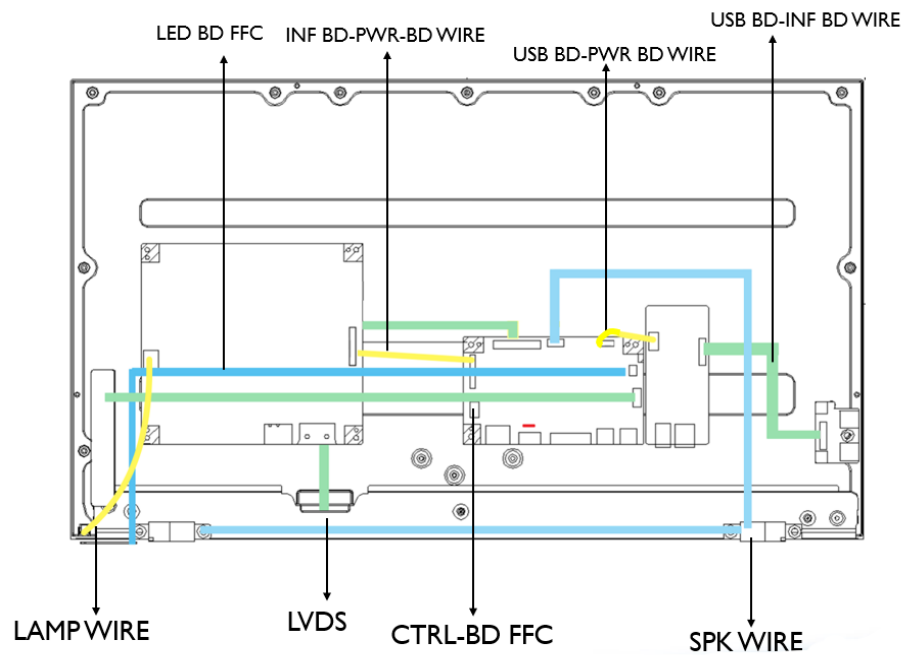 USB BD-INF BD WIRE
LED BD FFC
INF BD-PWR-BD WIRE
USB BD-PWR BD WIRE
LAMP WIRE
LVDS
CTRL-BD FFC
SPK WIRE